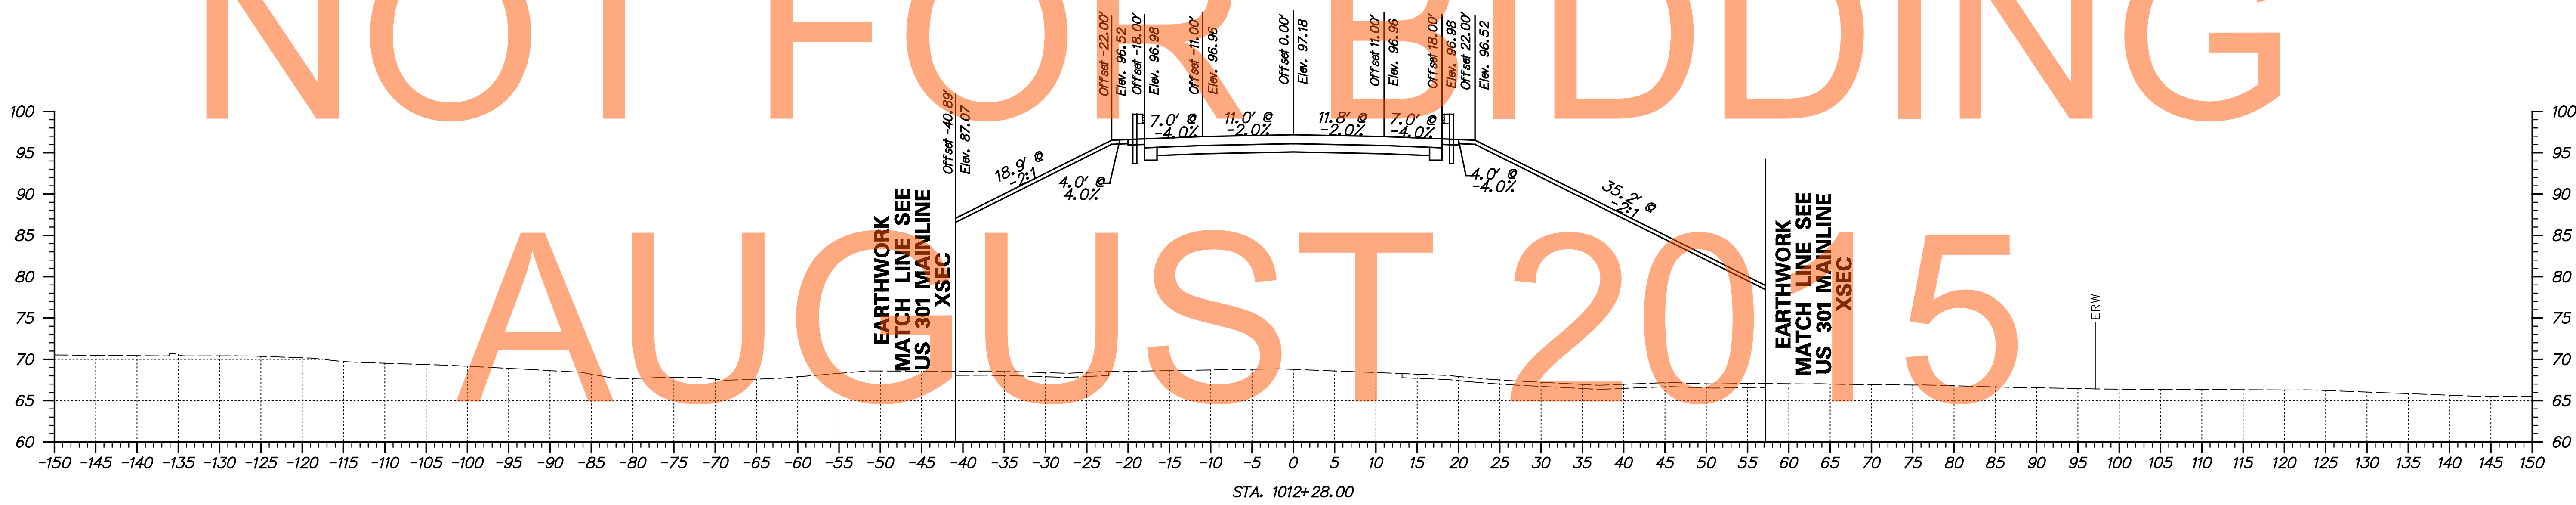 NOT FOR BIDDING
AUGUST 2015
Offset -40.89'
Elev. 87.07
Offset -22.00'
Elev. 96.52
Offset -18.00'
Elev. 96.98
Offset -11.00'
Elev. 96.96
Offset 0.00'
Elev. 97.18
Offset 11.00'
Elev. 96.96
Offset 18.00'
Elev. 96.98
Offset 22.00'
Elev. 96.52
18.9' @
-2:1
4.0' @
4.0%
7.0' @
-4.0%
11.0' @
-2.0%
11.8' @
-2.0%
7.0' @
-4.0%
4.0' @
-4.0%
35.2' @
-2:1
EARTHWORK
MATCH LINE SEE
US 301 MAINLINE
XSEC
EARTHWORK
MATCH LINE SEE
US 301 MAINLINE
XSEC
ERW
100
95
90
85
80
75
70
65
60
100
95
90
85
80
75
70
65
60
-150 -145 -140 -135 -130 -125 -120 -115 -110 -105 -100 -95 -90 -85 -80 -75 -70 -65 -60 -55 -50 -45 -40 -35 -30 -25 -20 -15 -10 -5 0 5 10 15 20 25 30 35 40 45 50 55 60 65 70 75 80 85 90 95 100 105 110 115 120 125 130 135 140 145 150
STA. 1012+28.00